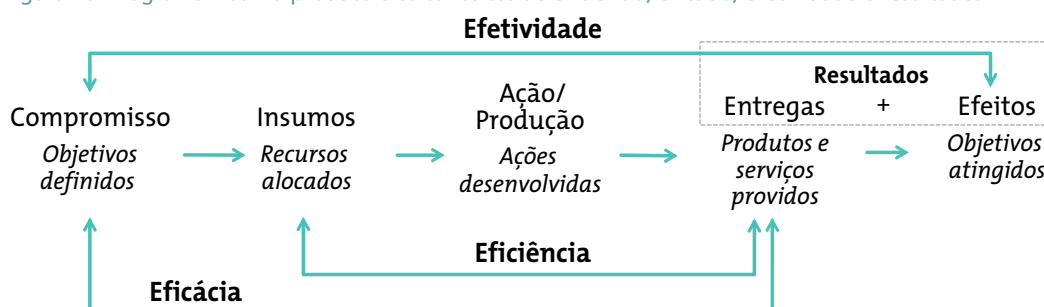 Efetividade
Resultados
Compromisso
Insumos
Ação/
Produção
Entregas + Efeitos
Objetivos
definidos
Recursos
alocados
Ações
desenvolvidas
Produtos e
serviços
providos
Objetivos
atingidos
Eficiência
Eficácia